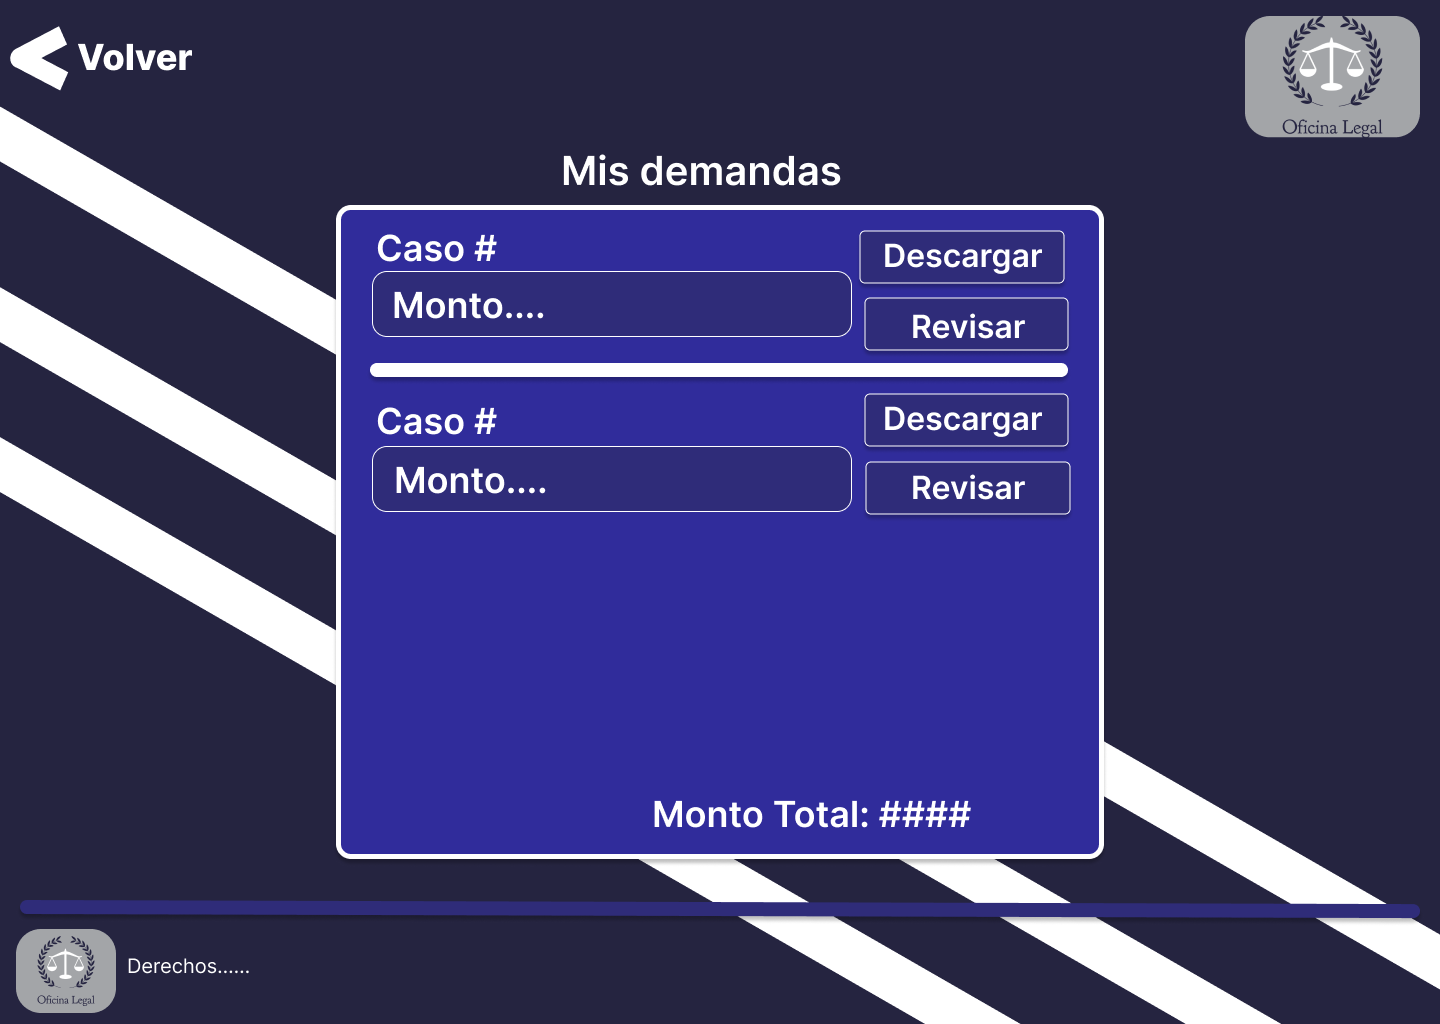 Volver
Oficina Legal
Mis demandas
Caso #
Descargar
Monto....
Revisar
Caso #
Descargar
Monto....
Revisar
Monto Total: ####
Derechos......
Oficina Legal